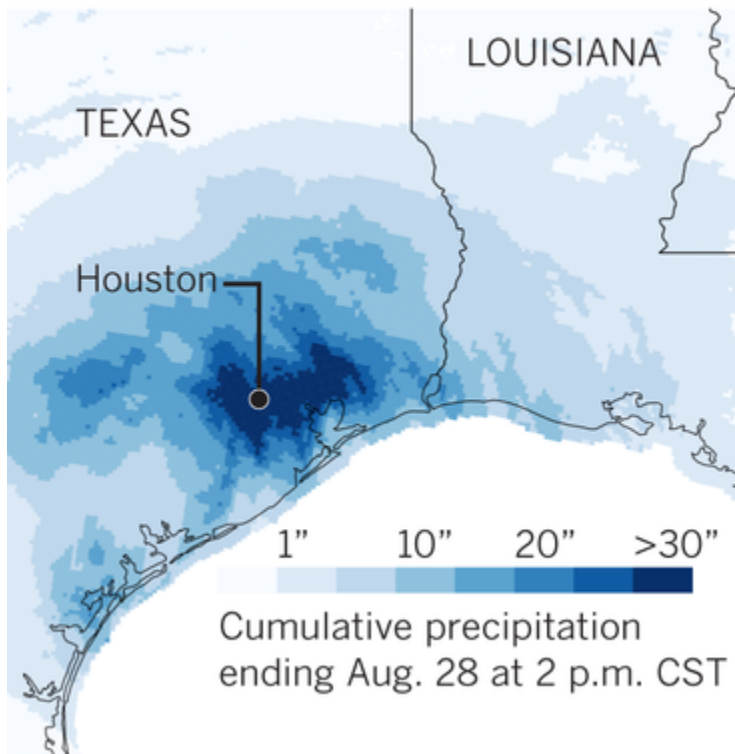 LOUISIANA
TEXAS
Houston
1” 10” 20” >30”
Cumulative precipitation
ending Aug. 28 at 2 p.m. CST